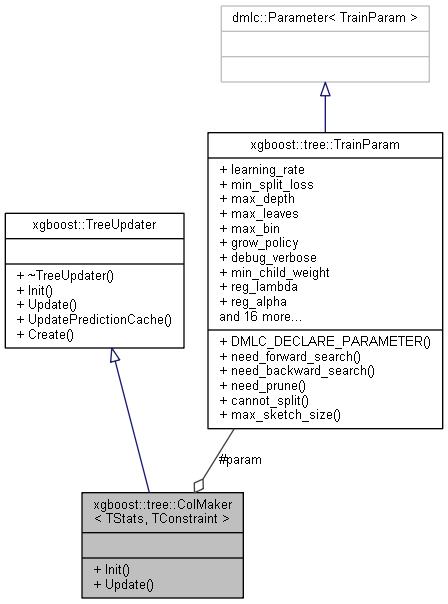 dmlc::Parameter< TrainParam >
xgboost::tree::TrainParam
+ learning_rate
+ min_split_loss
+ max_depth
+ max_leaves
+ max_bin
+ grow_policy
+ debug_verbose
+ min_child_weight
+ reg_lambda
+ reg_alpha
and 16 more...
+ DMLC_DECLARE_PARAMETER()
+ need_forward_search()
+ need_backward_search()
+ need_prune()
+ cannot_split()
+ max_sketch_size()
xgboost::TreeUpdater
+ ~TreeUpdater()
+ Init()
+ Update()
+ UpdatePredictionCache()
+ Create()
#param
xgboost::tree::ColMaker
< TStats, TConstraint >
+ Init()
+ Update()